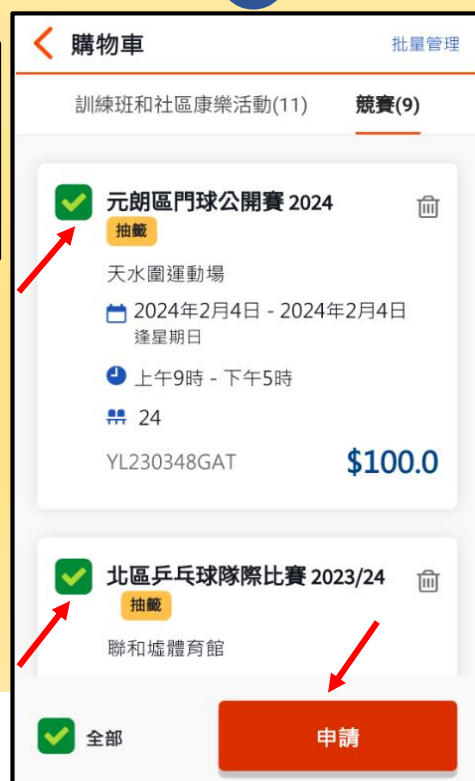 購物車
批量管理
訓練班和社區康樂活動(11)
競賽(9)
元朗區門球公開賽 2024
抽籤
天水圍運動場
2024年2月4日 - 2024年2月4日
逢星期日
上午9時 - 下午5時
24
YL230348GAT
$100.0
北區乒乓球隊際比賽 2023/24
抽籤
聯和墟體育館
全部
申請